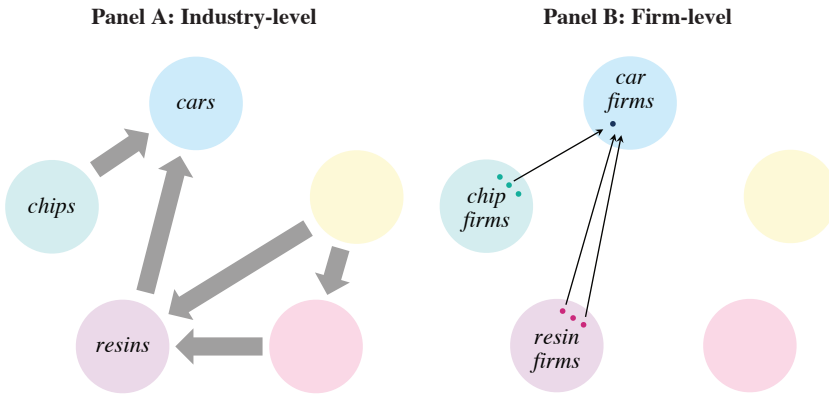 Panel A: Industry-level
cars
chips
resins
Panel B: Firm-level
car
firms
chip
firms
resin
firms